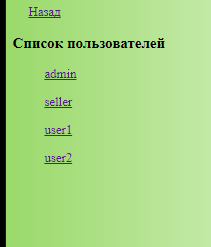 Назад
Список пользователей
admin
seller
user1
user2